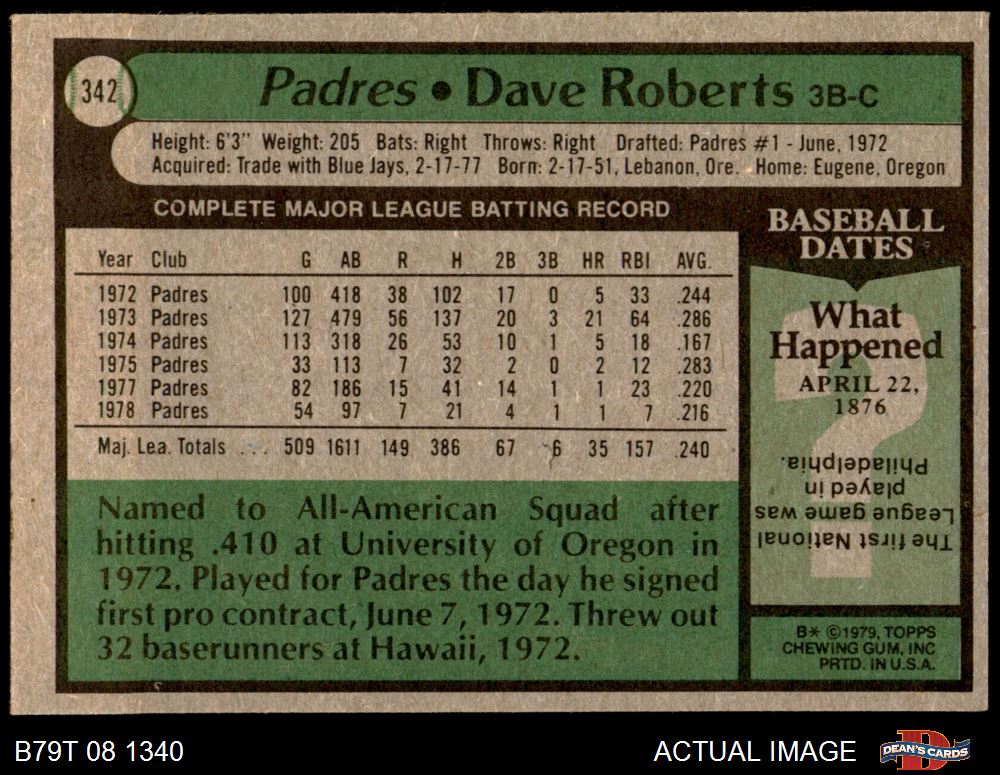 342
Padres • Dave Roberts 3B-C
Height: 6'3" Weight: 205 Bats: Right Throws: Right Drafted: Padres #1 - June, 1972
Acquired: Trade with Blue Jays, 2-17-77 Born: 2-17-51, Lebanon, Ore. Home: Eugene, Oregon
COMPLETE MAJOR LEAGUE BATTING RECORD
Year Club G AB R H 2B 3B HR RBI AVG.
1972 Padres 100 418 38 102 17 0 5 33 .244
1973 Padres 127 479 56 137 20 3 21 64 .286
1974 Padres 113 318 26 53 10 1 5 18 .167
1975 Padres 33 113 7 32 2 0 2 12 .283
1977 Padres 82 186 15 41 14 1 1 23 .220
1978 Padres 54 97 7 21 4 1 1 7 .216
Maj. Lea. Totals ... 509 1611 149 386 67 6 35 157 .240
Named to All-American Squad after
hitting .410 at University of Oregon in
1972. Played for Padres the day he signed
first pro contract, June 7, 1972. Threw out
32 baserunners at Hawaii, 1972.
BASEBALL
DATES
What
Happened
APRIL 22,
1876
The first National
League game was
played in
Philadelphia.
B* ©1979, TOPPS
CHEWING GUM, INC
PRTD. IN U.S.A.
B79T 08 1340
ACTUAL IMAGE
DEAN'S CARDS